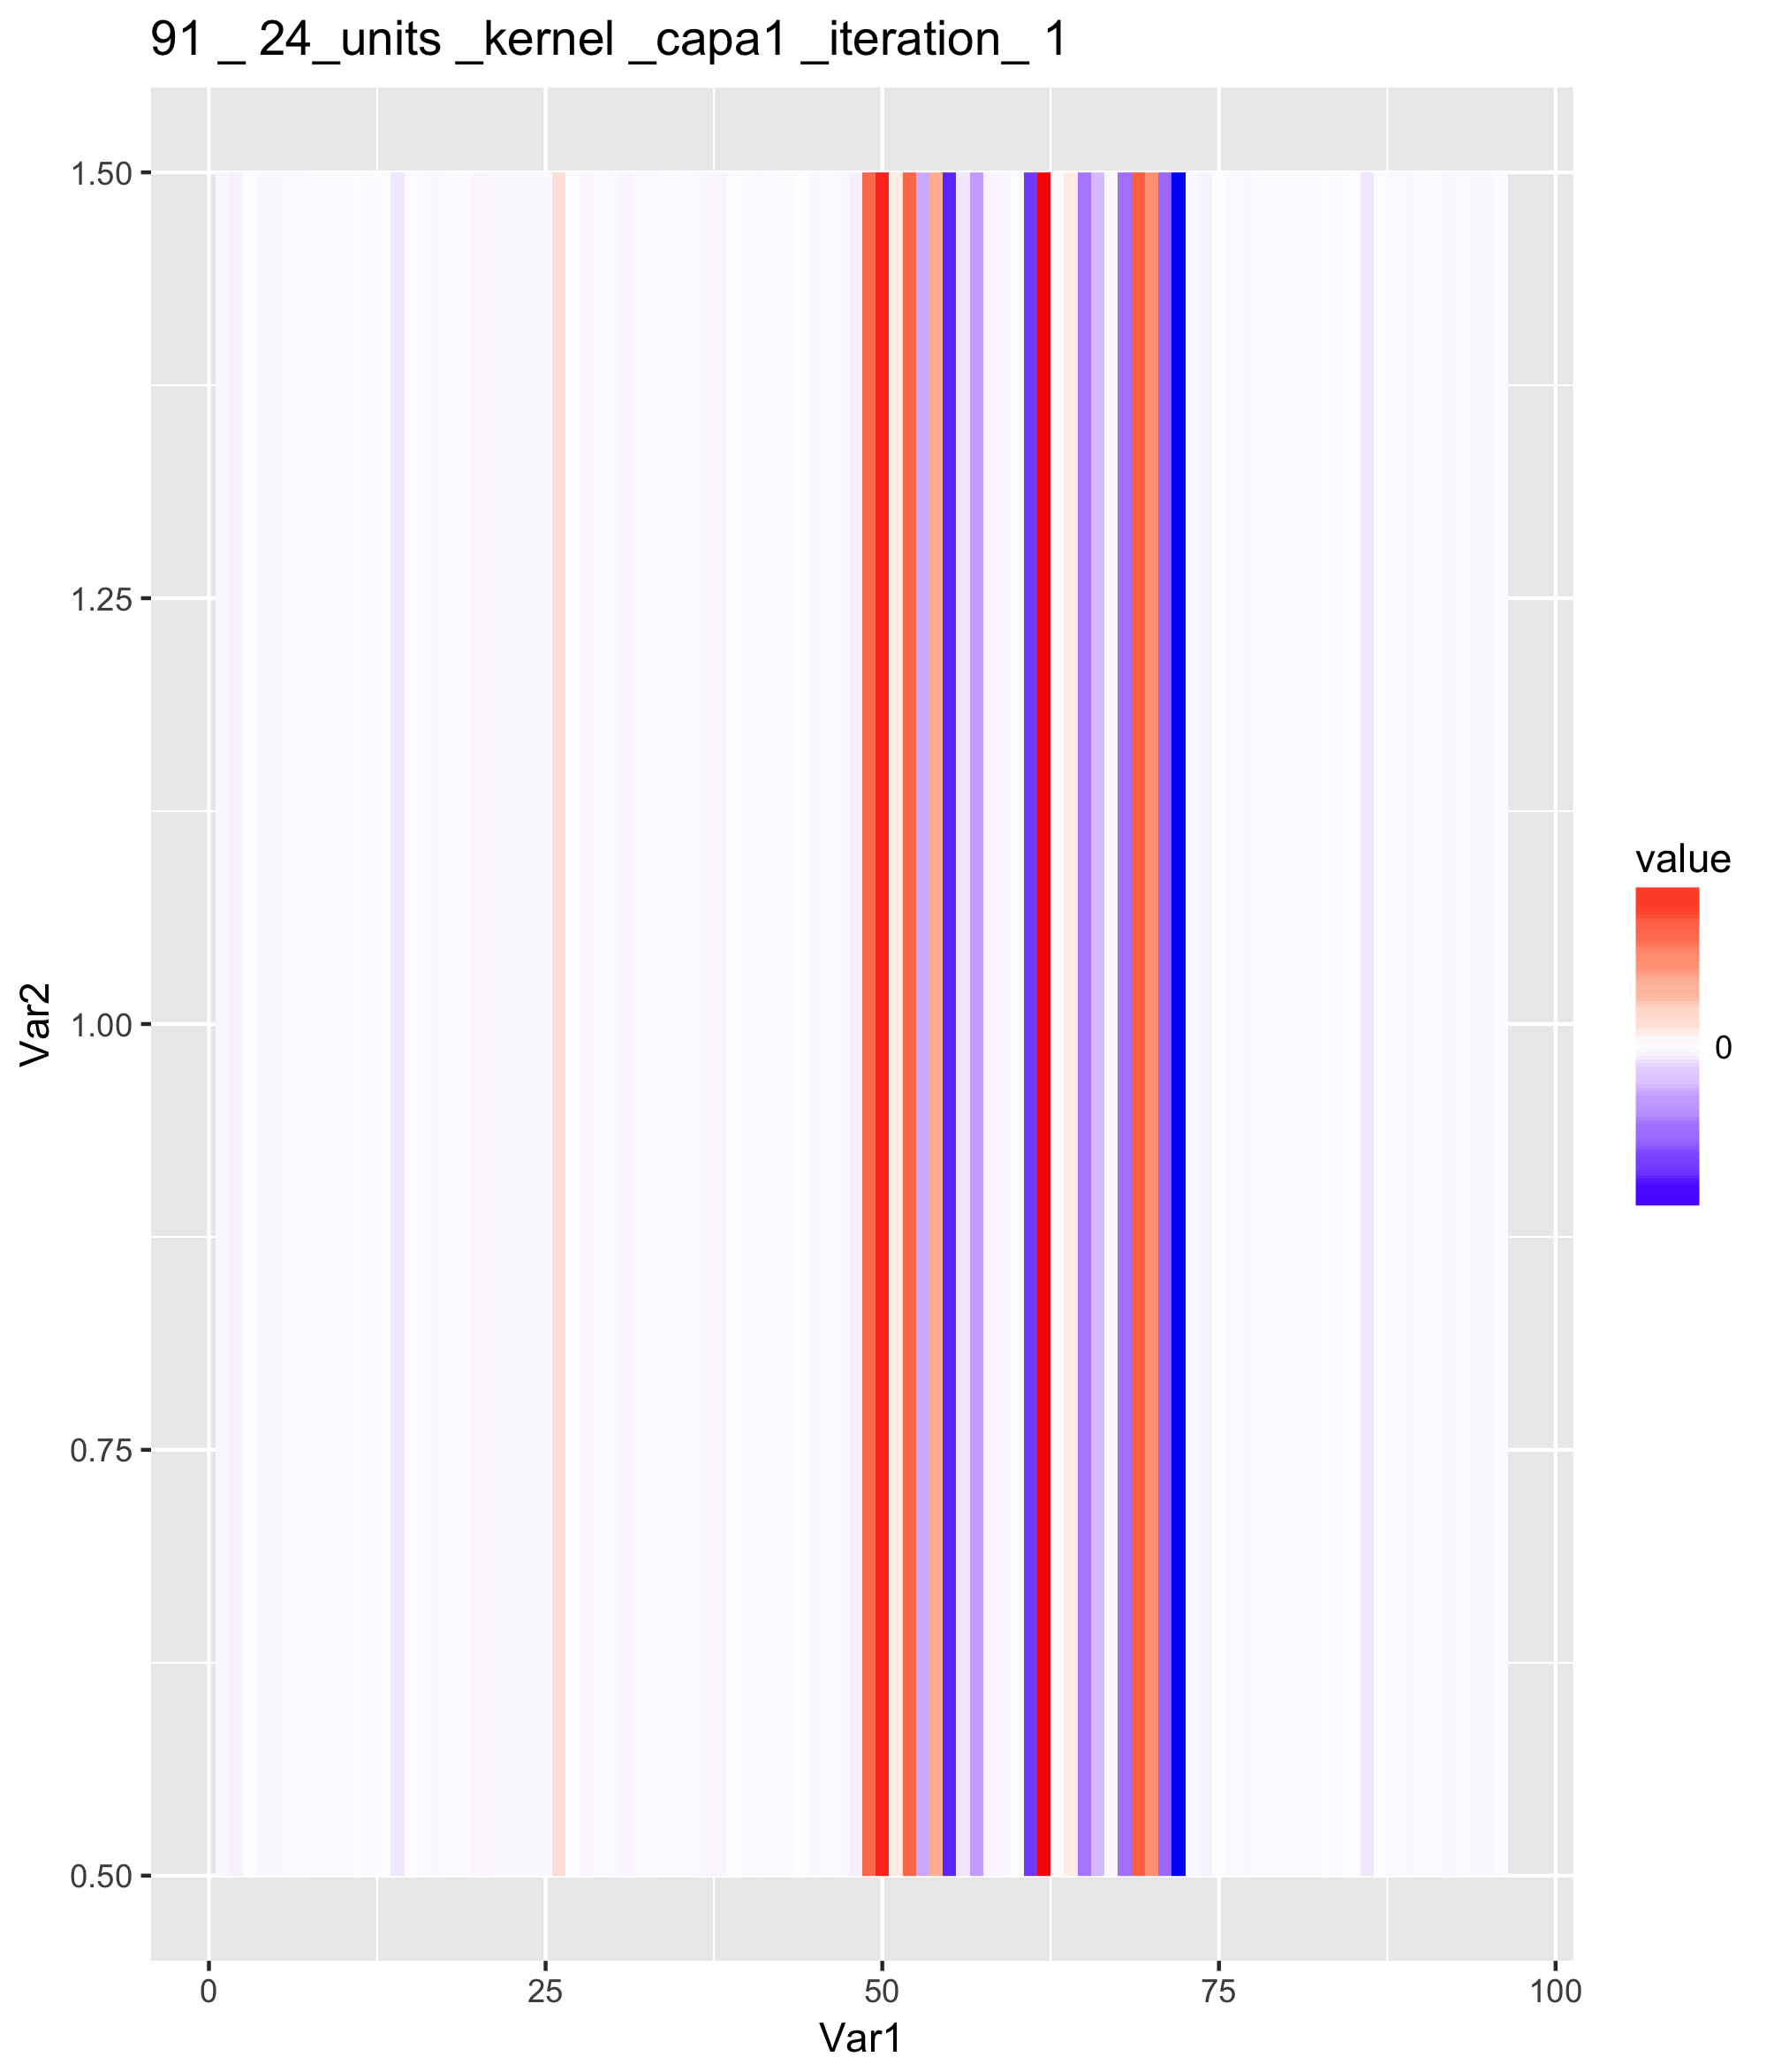 91 _ 24_units _kernel _capa1 _iteration_ 1
1.50
1.25
1.00
0.75
0.50
Var2
0
25
50
75
100
Var1
value
0